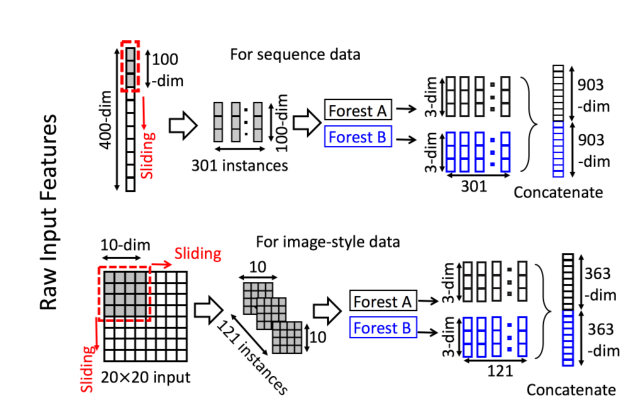 Raw Input Features
For sequence data
400-dim
100
-dim
Sliding
301 instances
100-dim
Forest A
Forest B
3-dim
3-dim
301
903
-dim
903
-dim
Concatenate
For image-style data
10-dim
Sliding
Sliding
20×20 input
10
10
121 instances
Forest A
Forest B
3-dim
3-dim
121
363
-dim
363
-dim
Concatenate